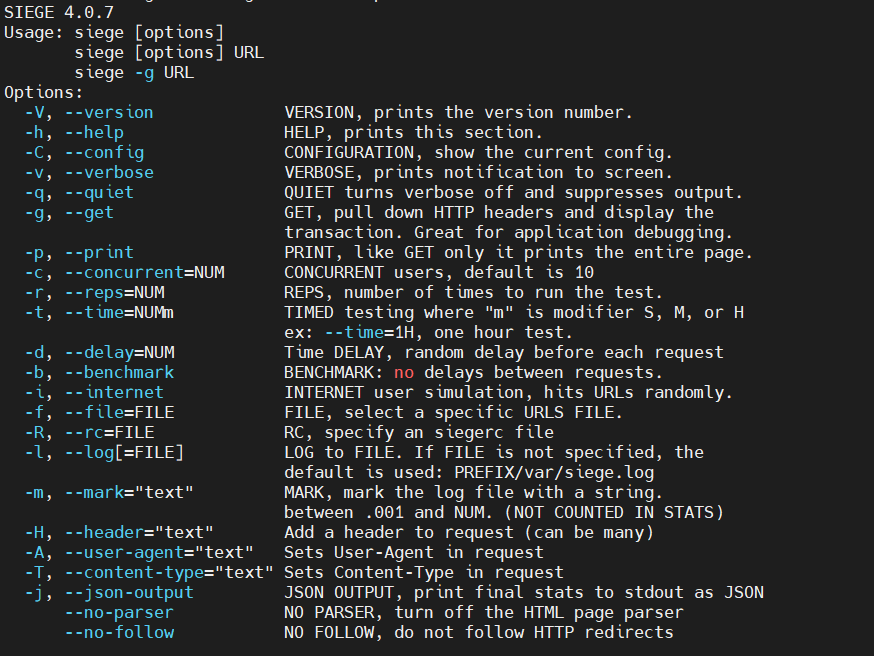 SIEGE 4.0.7
Usage: siege [options]
       siege [options] URL
       siege -g URL
Options:
  -V, --version             VERSION, prints the version number.
  -h, --help                HELP, prints this section.
  -C, --config              CONFIGURATION, show the current config.
  -v, --verbose             VERBOSE, prints notification to screen.
  -q, --quiet               QUIET turns verbose off and suppresses output.
  -g, --get                 GET, pull down HTTP headers and display the
                            transaction. Great for application debugging.
  -p, --print               PRINT, like GET only it prints the entire page.
  -c, --concurrent=NUM      CONCURRENT users, default is 10
  -r, --reps=NUM            REPS, number of times to run the test.
  -t, --time=NUMm           TIMED testing where "m" is modifier S, M, or H
                            ex: --time=1H, one hour test.
  -d, --delay=NUM           Time DELAY, random delay before each request
  -b, --benchmark           BENCHMARK: no delays between requests.
  -i, --internet            INTERNET user simulation, hits URLs randomly.
  -f, --file=FILE           FILE, select a specific URLS FILE.
  -R, --rc=FILE             RC, specify an siegerc file
  -l, --log[=FILE]          LOG to FILE. If FILE is not specified, the
                            default is used: PREFIX/var/siege.log
  -m, --mark="text"         MARK, mark the log file with a string.
                            between .001 and NUM. (NOT COUNTED IN STATS)
  -H, --header="text"       Add a header to request (can be many)
  -A, --user-agent="text"   Sets User-Agent in request
  -T, --content-type="text" Sets Content-Type in request
  -j, --json-output         JSON OUTPUT, print final stats to stdout as JSON
      --no-parser           NO PARSER, turn off the HTML page parser
      --no-follow           NO FOLLOW, do not follow HTTP redirects